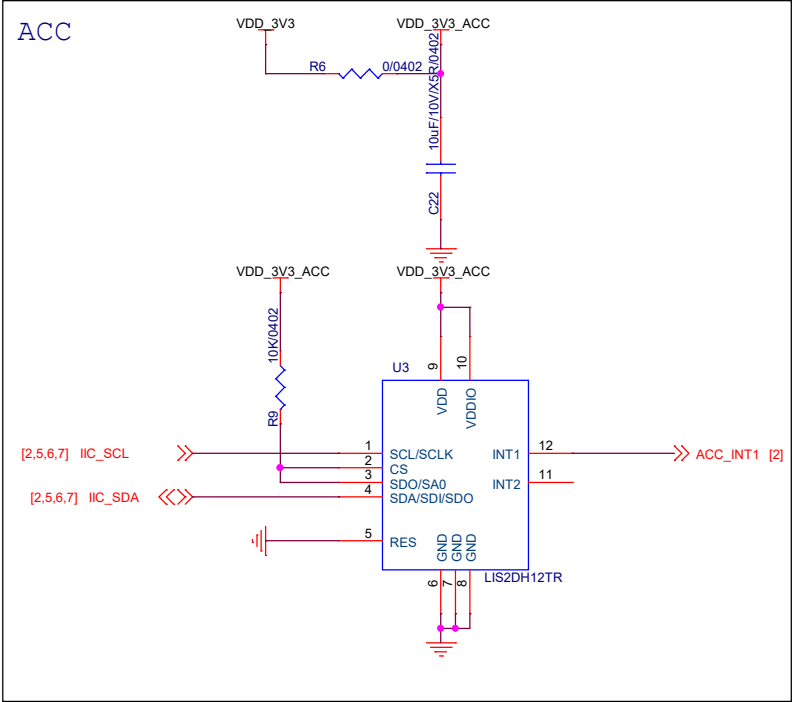 ACC
VDD_3V3
VDD_3V3_ACC
R6
0/0402
10uF/10V/X5R/0402
C22
VDD_3V3_ACC
VDD_3V3_ACC
10K/0402
R9
U3
9
10
VDD
VDDIO
[2,5,6,7] IIC_SCL
1
SCL/SCLK
INT1
12
ACC_INT1 [2]
2
CS
3
SDO/SA0
INT2
11
[2,5,6,7] IIC_SDA
4
SDA/SDI/SDO
5
RES
GND
GND
GND
6
7
8
LIS2DH12TR